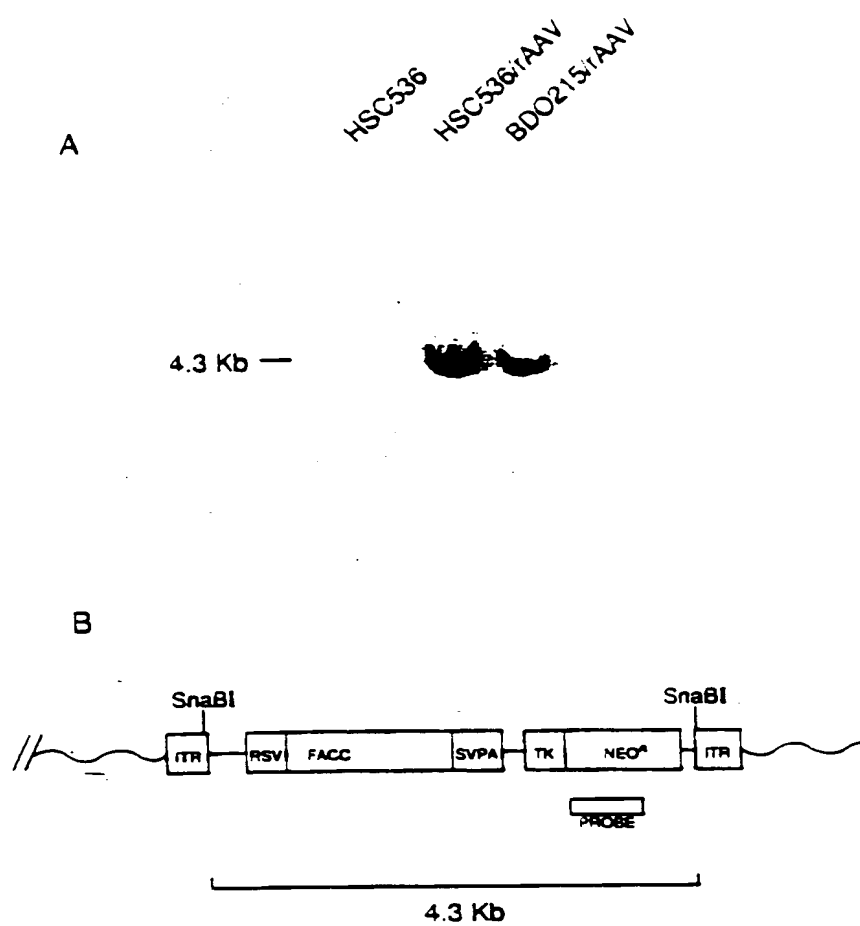 HSC536
HSC536/rAAV
BDO215/rAAV
A
4.3 Kb
B
SnaBI
SnaBI
ITR
RSV
FACC
SVPA
TK
NEOR
ITR
PROBE
4.3 Kb